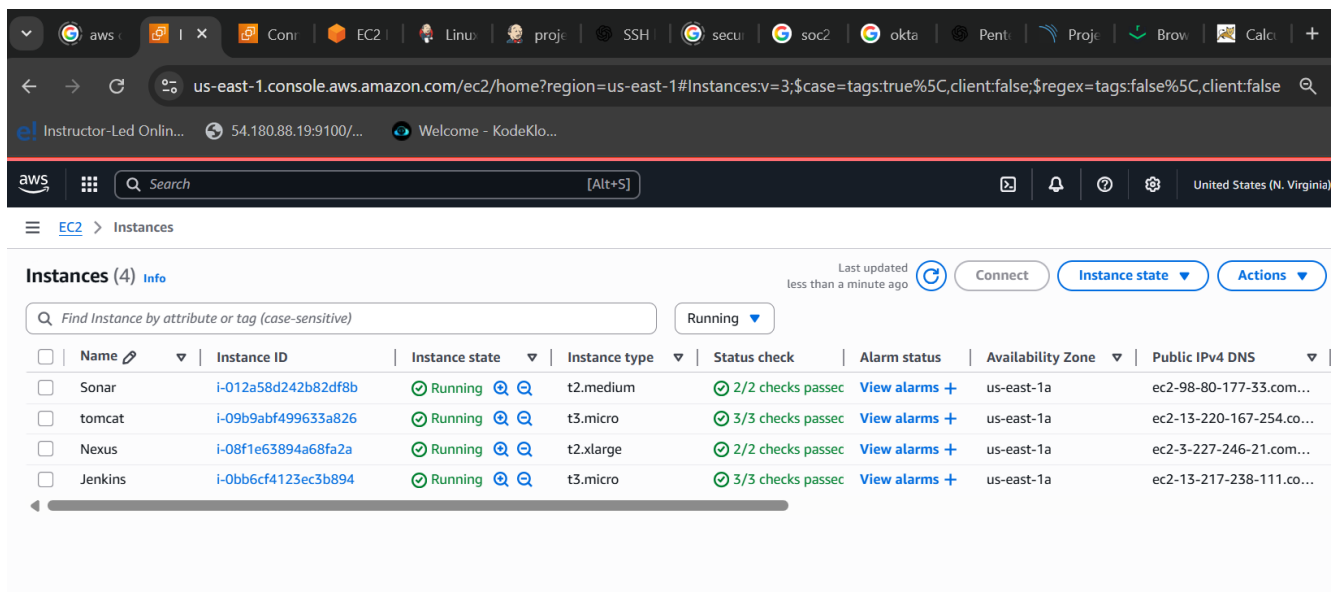 aws
I
Conn
EC2
Linux
proje
SSH
secur
soc2
okta
Pente
Proje
Brow
Calcu
us-east-1.console.aws.amazon.com/ec2/home?region=us-east-1#Instances:v=3;$case=tags:true%5C,client:false;$regex=tags:false%5C,client:false
e! Instructor-Led Onlin...
54.180.88.19:9100/...
Welcome - KodeKlo...
aws
Search
[Alt+S]
United States (N. Virginia)
EC2 > Instances
Instances (4) Info
Last updated
less than a minute ago
Connect
Instance state
Actions
Find Instance by attribute or tag (case-sensitive)
Running
Name Instance ID Instance state Instance type Status check Alarm status Availability Zone Public IPv4 DNS
Sonar i-012a58d242b82df8b Running t2.medium 2/2 checks passec View alarms + us-east-1a ec2-98-80-177-33.com...
tomcat i-09b9abf499633a826 Running t3.micro 3/3 checks passec View alarms + us-east-1a ec2-13-220-167-254.co...
Nexus i-08f1e63894a68fa2a Running t2.xlarge 2/2 checks passec View alarms + us-east-1a ec2-3-227-246-21.com...
Jenkins i-0bb6cf4123ec3b894 Running t3.micro 3/3 checks passec View alarms + us-east-1a ec2-13-217-238-111.co...